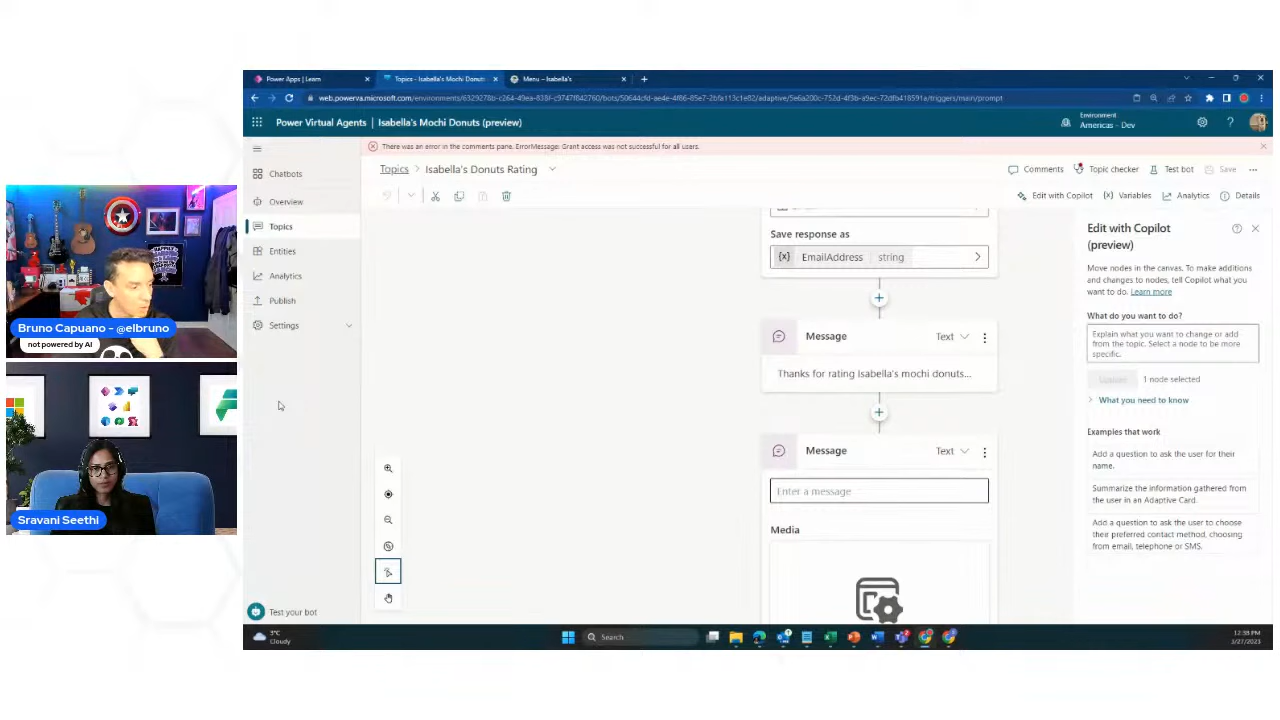 Power Apps | Learn
Topics - Isabella's Mochi Donuts
Menu – Isabella's
Power Virtual Agents | Isabella's Mochi Donuts (preview)
Environment
Americas - Dev
There was an error in the comments pane. ErrorMessage: Grant access was not successful for all users.
Chatbots
Overview
Topics
Entities
Analytics
Publish
Settings
Test your bot
Topics > Isabella's Donuts Rating
Comments
Topic checker
Test bot
Save
Edit with Copilot
{x} Variables
Analytics
Details
Save response as
{x} EmailAddress string
Message
Text
Thanks for rating Isabella's mochi donuts...
Message
Text
Enter a message
Media
Edit with Copilot
(preview)
Move nodes in the canvas. To make additions
and changes to nodes, tell Copilot what you
want to do. Learn more
What do you want to do?
Explain what you want to change or add
from the topic. Select a node to be more
specific.
Update
1 node selected
What you need to know
Examples that work
Add a question to ask the user for their
name.
Summarize the information gathered from
the user in an Adaptive Card.
Add a question to ask the user to choose
their preferred contact method, choosing
from email, telephone or SMS.
Bruno Capuano - @elbruno
not powered by AI
Sravani Seethi
3°C
Cloudy
Search
12:38 PM
3/27/2023